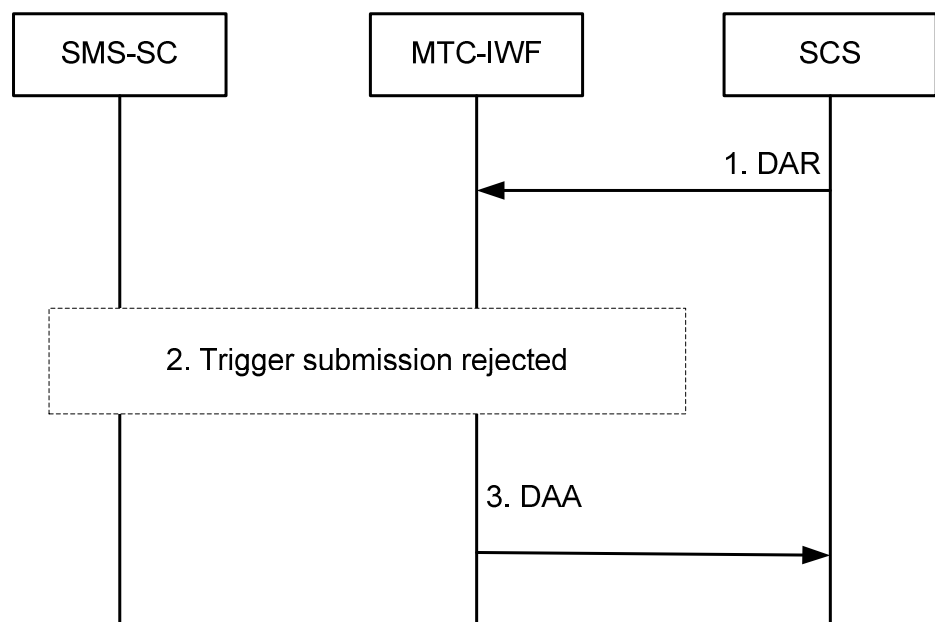 SMS-SC
MTC-IWF
SCS
1. DAR
2. Trigger submission rejected
3. DAA